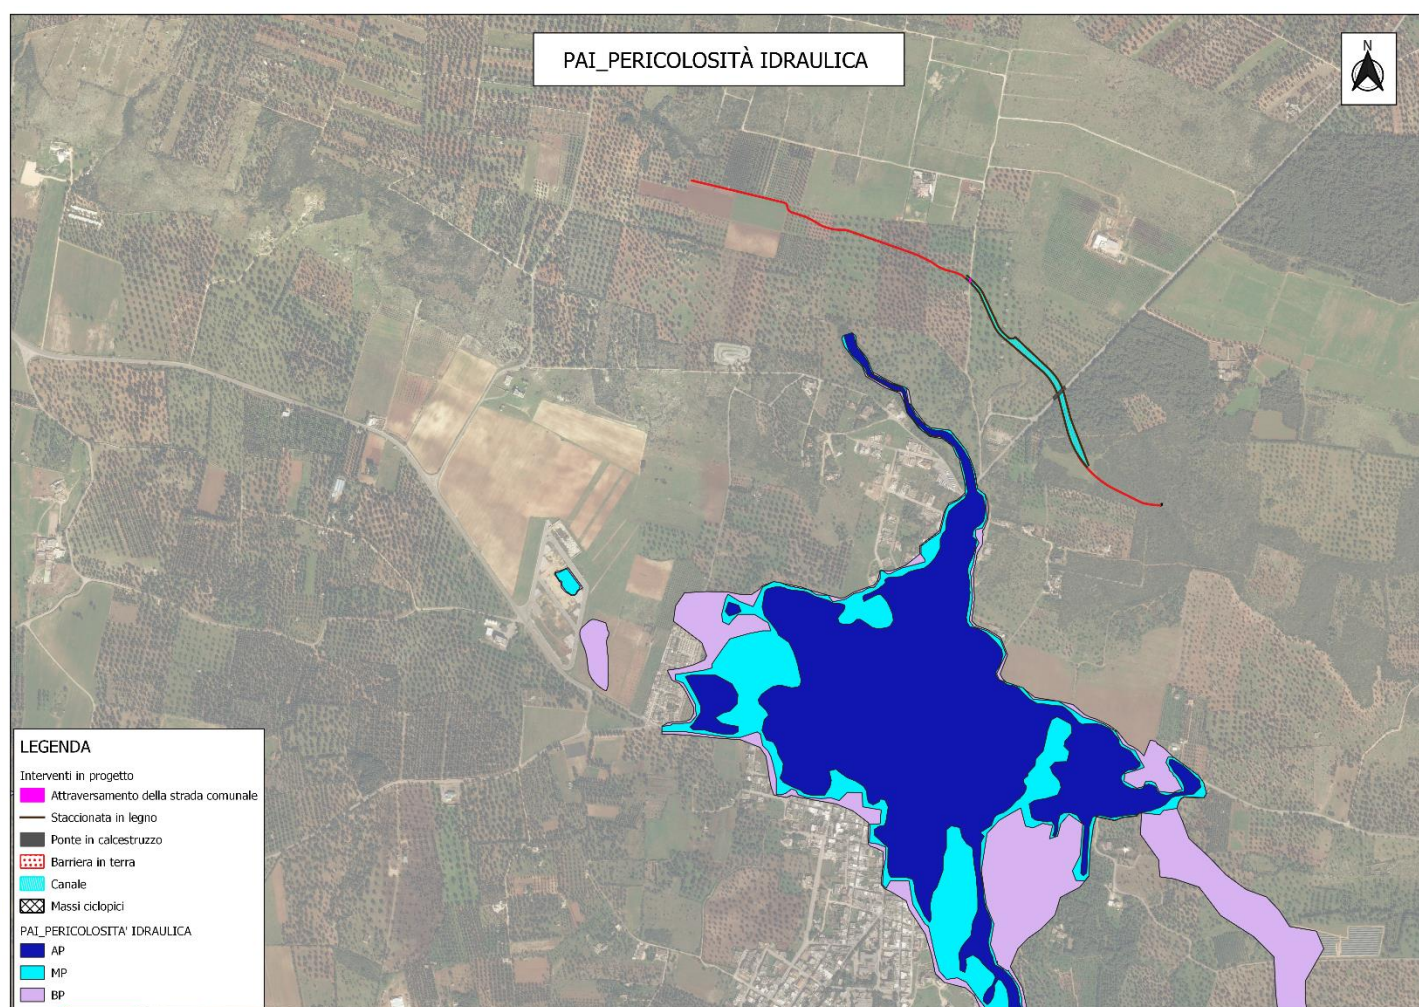 PAI_PERICOLOSITÀ IDRAULICA
N
LEGENDA
Interventi in progetto
Attraversamento della strada comunale
Staccionata in legno
Ponte in calcestruzzo
Barriera in terra
Canale
Massi ciclopici
PAI_PERICOLOSITA' IDRAULICA
AP
MP
BP